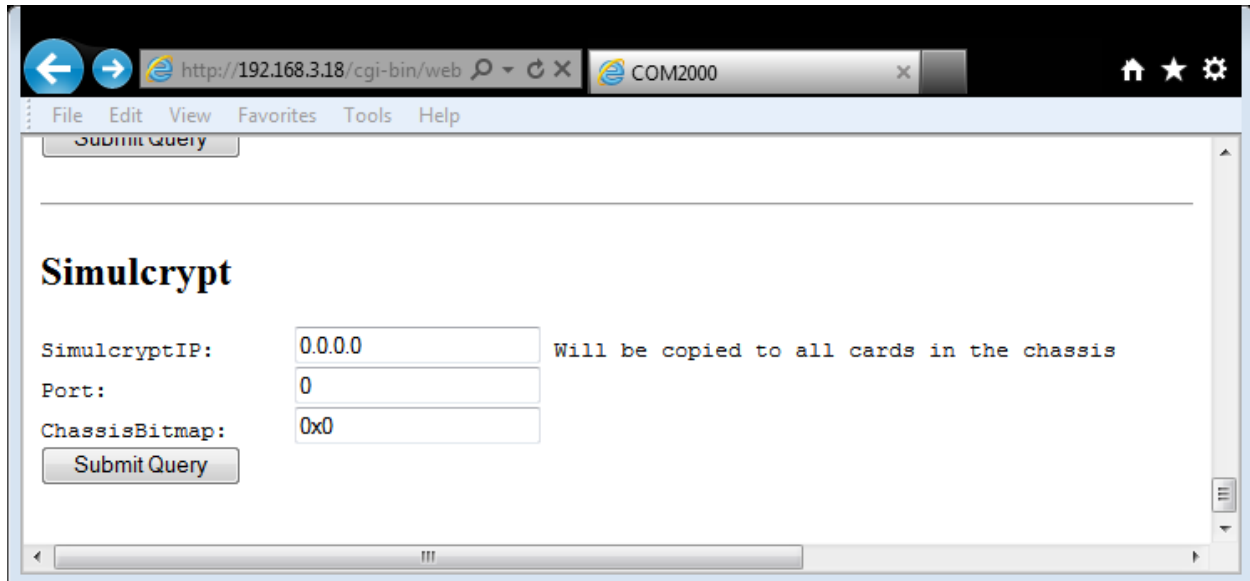 http://192.168.3.18/cgi-bin/web COM2000
File Edit View Favorites Tools Help
Submit Query
Simulcrypt
SimulcryptIP: 0.0.0.0 Will be copied to all cards in the chassis
Port: 0
ChassisBitmap: 0x0
Submit Query